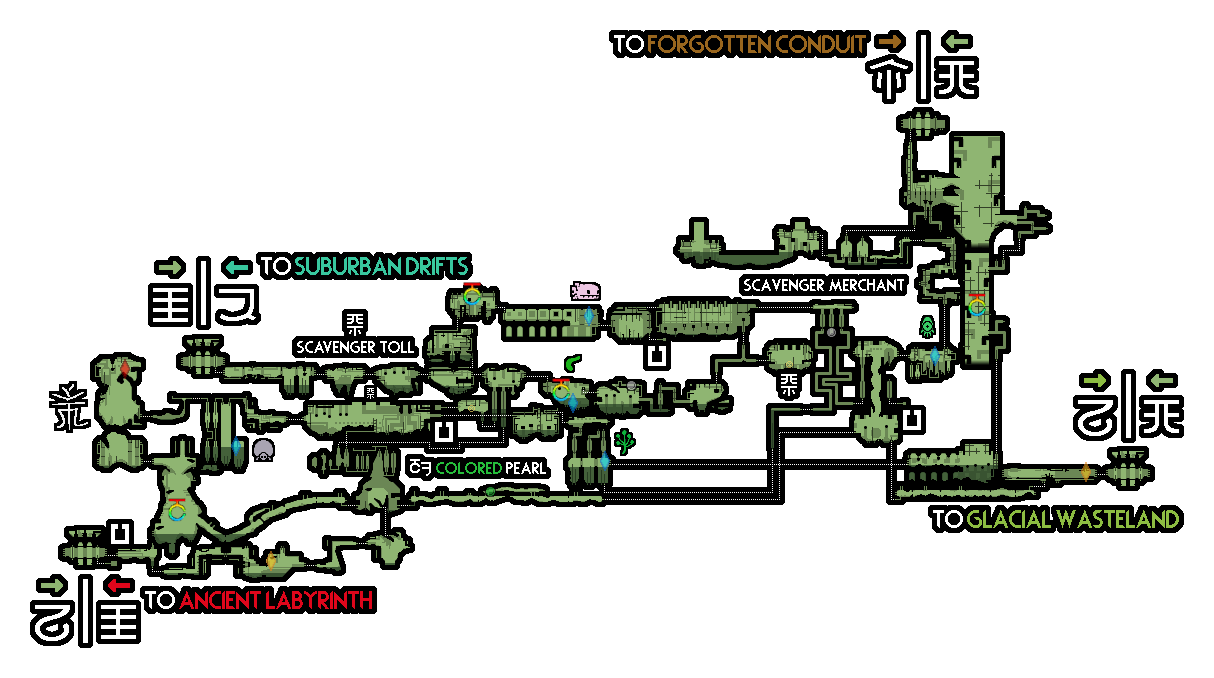 TO FORGOTTEN CONDUIT
TO SUBURBAN DRIFTS
SCAVENGER MERCHANT
SCAVENGER TOLL
COLORED PEARL
TO GLACIAL WASTELAND
TO ANCIENT LABYRINTH